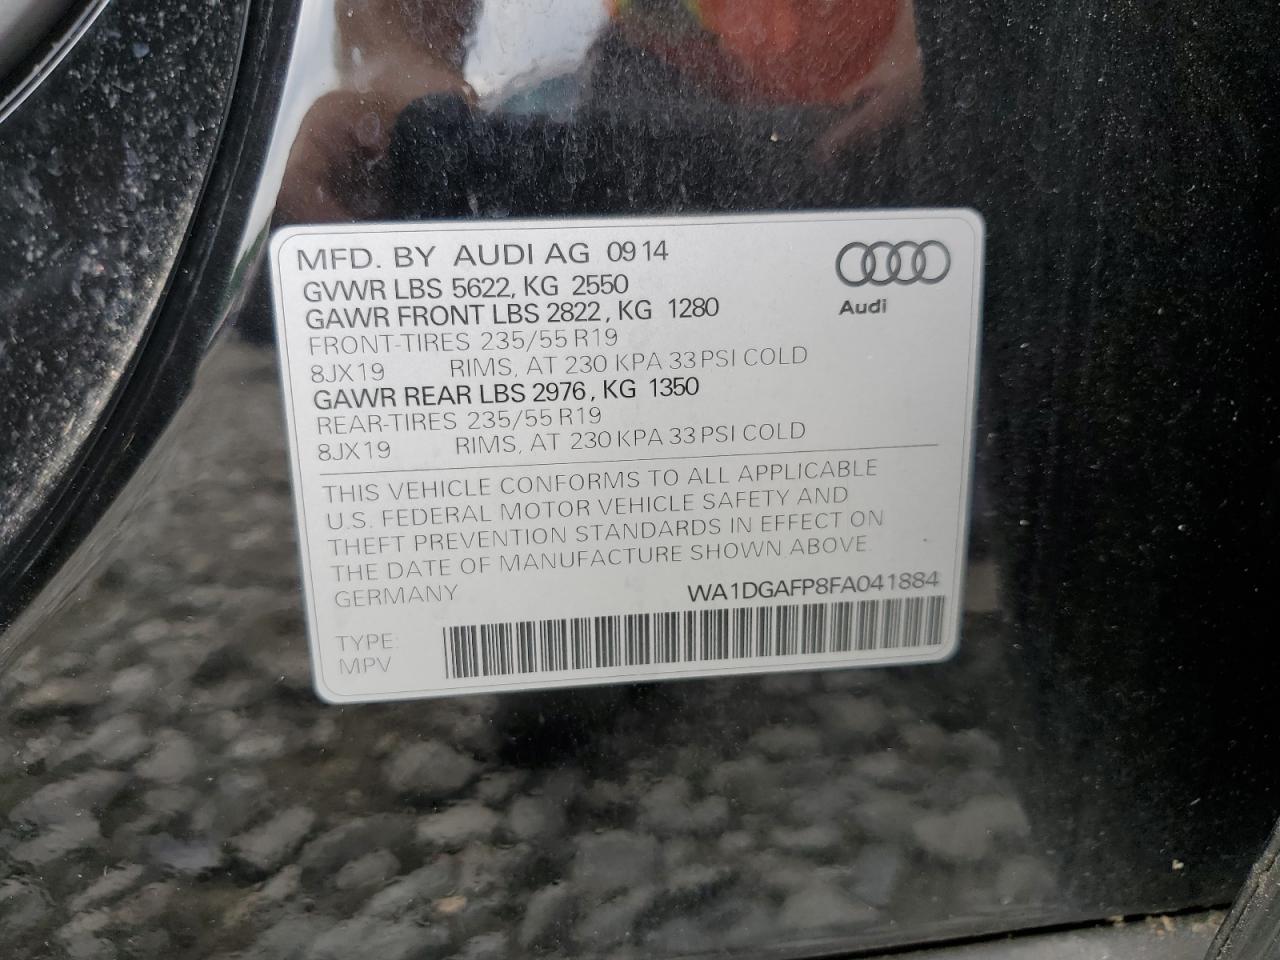 MFD. BY AUDI AG 0914
GVWR LBS 5622, KG 2550
GAWR FRONT LBS 2822, KG 1280
FRONT-TIRES 235/55 R19
8JX19 RIMS, AT 230 KPA 33 PSI COLD
GAWR REAR LBS 2976, KG 1350
REAR-TIRES 235/55 R19
8JX19 RIMS, AT 230 KPA 33 PSI COLD
Audi
THIS VEHICLE CONFORMS TO ALL APPLICABLE
U.S. FEDERAL MOTOR VEHICLE SAFETY AND
THEFT PREVENTION STANDARDS IN EFFECT ON
THE DATE OF MANUFACTURE SHOWN ABOVE.
GERMANY WA1DGAFP8FA041884
TYPE:
MPV